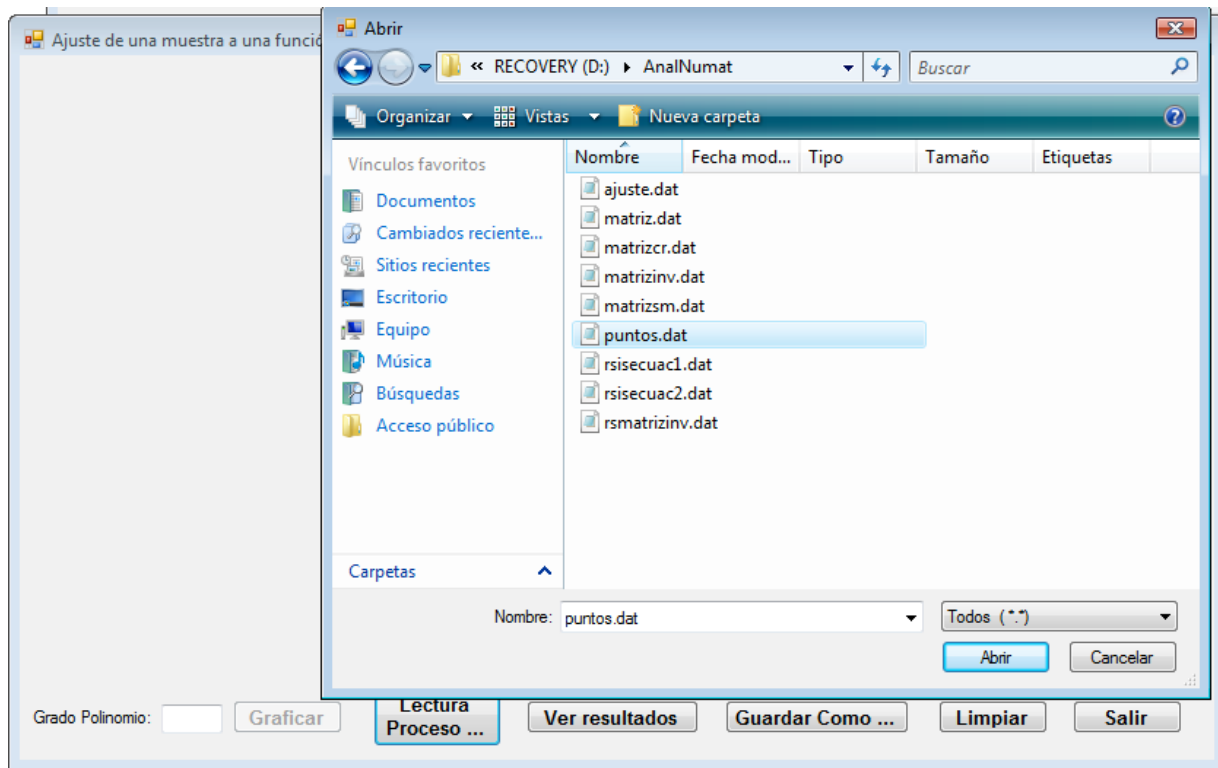 Ajuste de una muestra a una funció
Abrir
« RECOVERY (D:) AnalNumat
Buscar
Organizar Vistas Nueva carpeta
Vínculos favoritos
Documentos
Cambiados reciente...
Sitios recientes
Escritorio
Equipo
Música
Búsquedas
Acceso público
Carpetas
Nombre Fecha mod... Tipo Tamaño Etiquetas
ajuste.dat
matriz.dat
matrizcr.dat
matrizinv.dat
matrizsm.dat
puntos.dat
rsisecuac1.dat
rsisecuac2.dat
rsmatrizinv.dat
Nombre: puntos.dat Todos (*.*)
Abrir Cancelar
Grado Polinomio: Graficar
Lectura
Proceso ...
Ver resultados Guardar Como ... Limpiar Salir